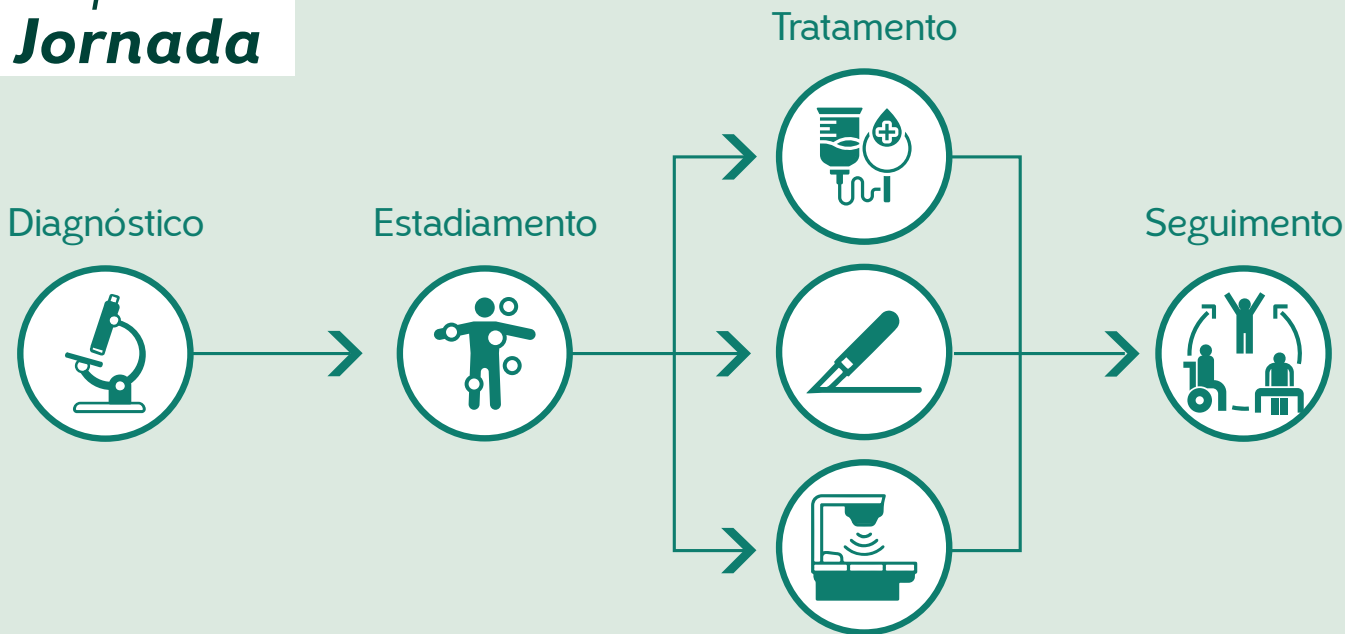 Jornada
Tratamento
Diagnóstico
Estadiamento
Seguimento